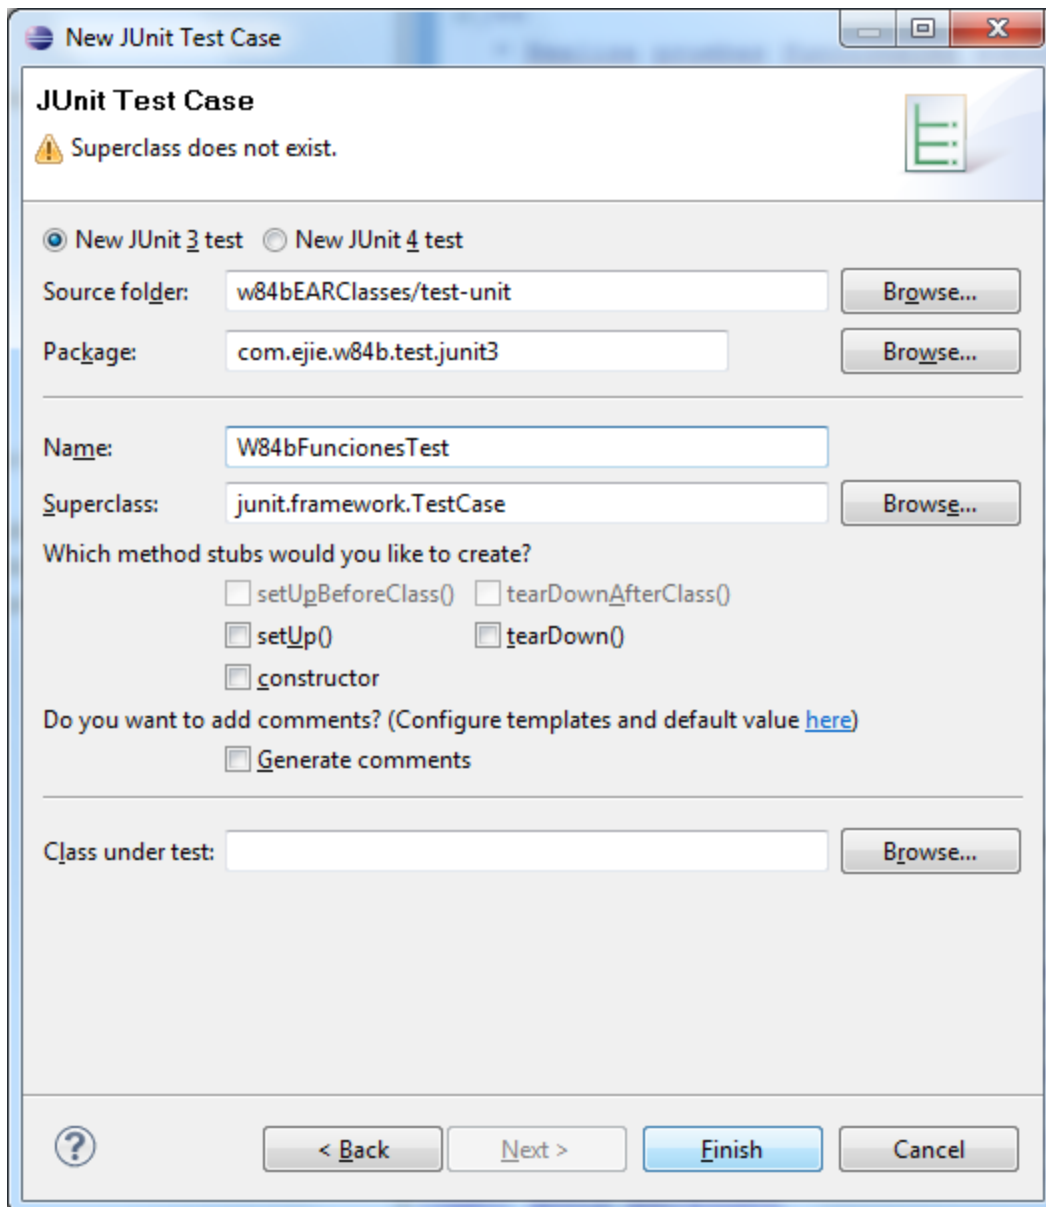 New JUnit Test Case
JUnit Test Case
Superclass does not exist.
New JUnit 3 test New JUnit 4 test
Source folder: w84bEARClasses/test-unit Browse...
Package: com.ejie.w84b.test.junit3 Browse...
Name: W84bFuncionesTest
Superclass: junit.framework.TestCase Browse...
Which method stubs would you like to create?
setUpBeforeClass() tearDownAfterClass()
setUp() tearDown()
constructor
Do you want to add comments? (Configure templates and default value here)
Generate comments
Class under test: Browse...
? < Back Next > Finish Cancel